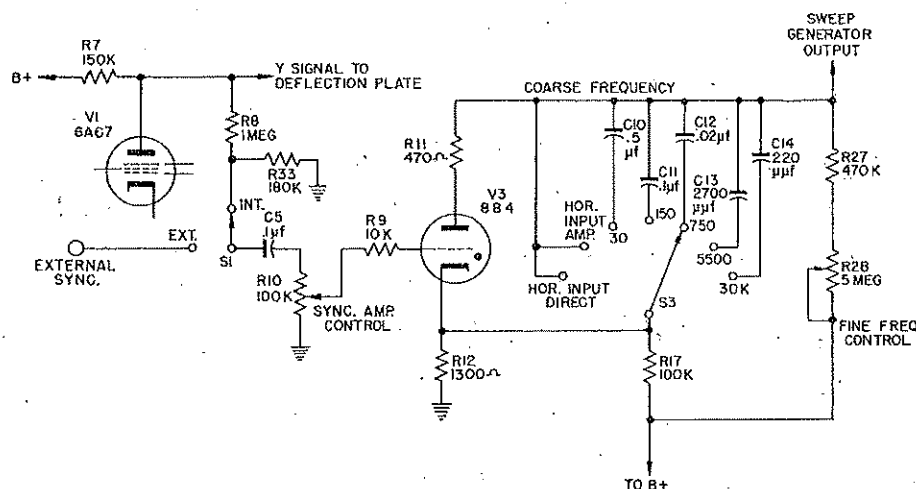 SWEEP
GENERATOR
OUTPUT
R7
150K
B+
Y SIGNAL TO
DEFLECTION PLATE
V1
6AG7
R8
1MEG
R33
180K
INT.
EXT.
EXTERNAL
SYNC.
S1
C5
.1µf
R10
100K
SYNC. AMP.
CONTROL
R9
10K
R11
470Ω
V3
884
R12
1300Ω
COARSE FREQUENCY
HOR.
INPUT
AMP.
HOR. INPUT
DIRECT
C10
.5
µf
30
C11
.1µf
150
C12
.02µf
750
C13
2700
µµf
5500
C14
220
µµf
30K
S3
R17
100K
R27
470K
R28
5 MEG
FINE FREQ
CONTROL
TO B+